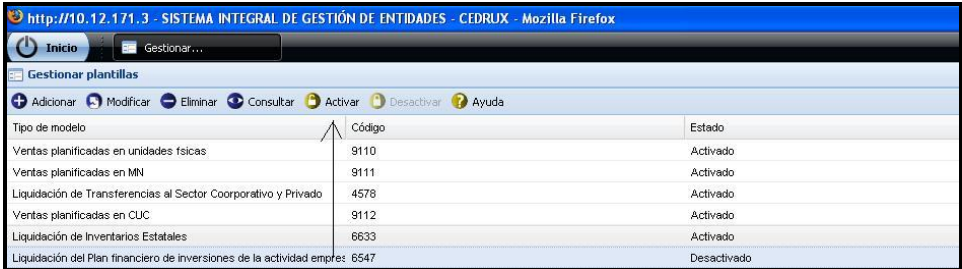 http://10.12.171.3 - SISTEMA INTEGRAL DE GESTIÓN DE ENTIDADES - CEDRUX - Mozilla Firefox
Inicio Gestionar...
Gestionar plantillas
Adicionar Modificar Eliminar Consultar Activar Desactivar Ayuda
Tipo de modelo Código Estado
Ventas planificadas en unidades fsicas 9110 Activado
Ventas planificadas en MN 9111 Activado
Liquidación de Transferencias al Sector Coorporativo y Privado 4578 Activado
Ventas planificadas en CUC 9112 Activado
Liquidación de Inventarios Estatales 6633 Activado
Liquidación del Plan financiero de inversiones de la actividad empres 6547 Desactivado